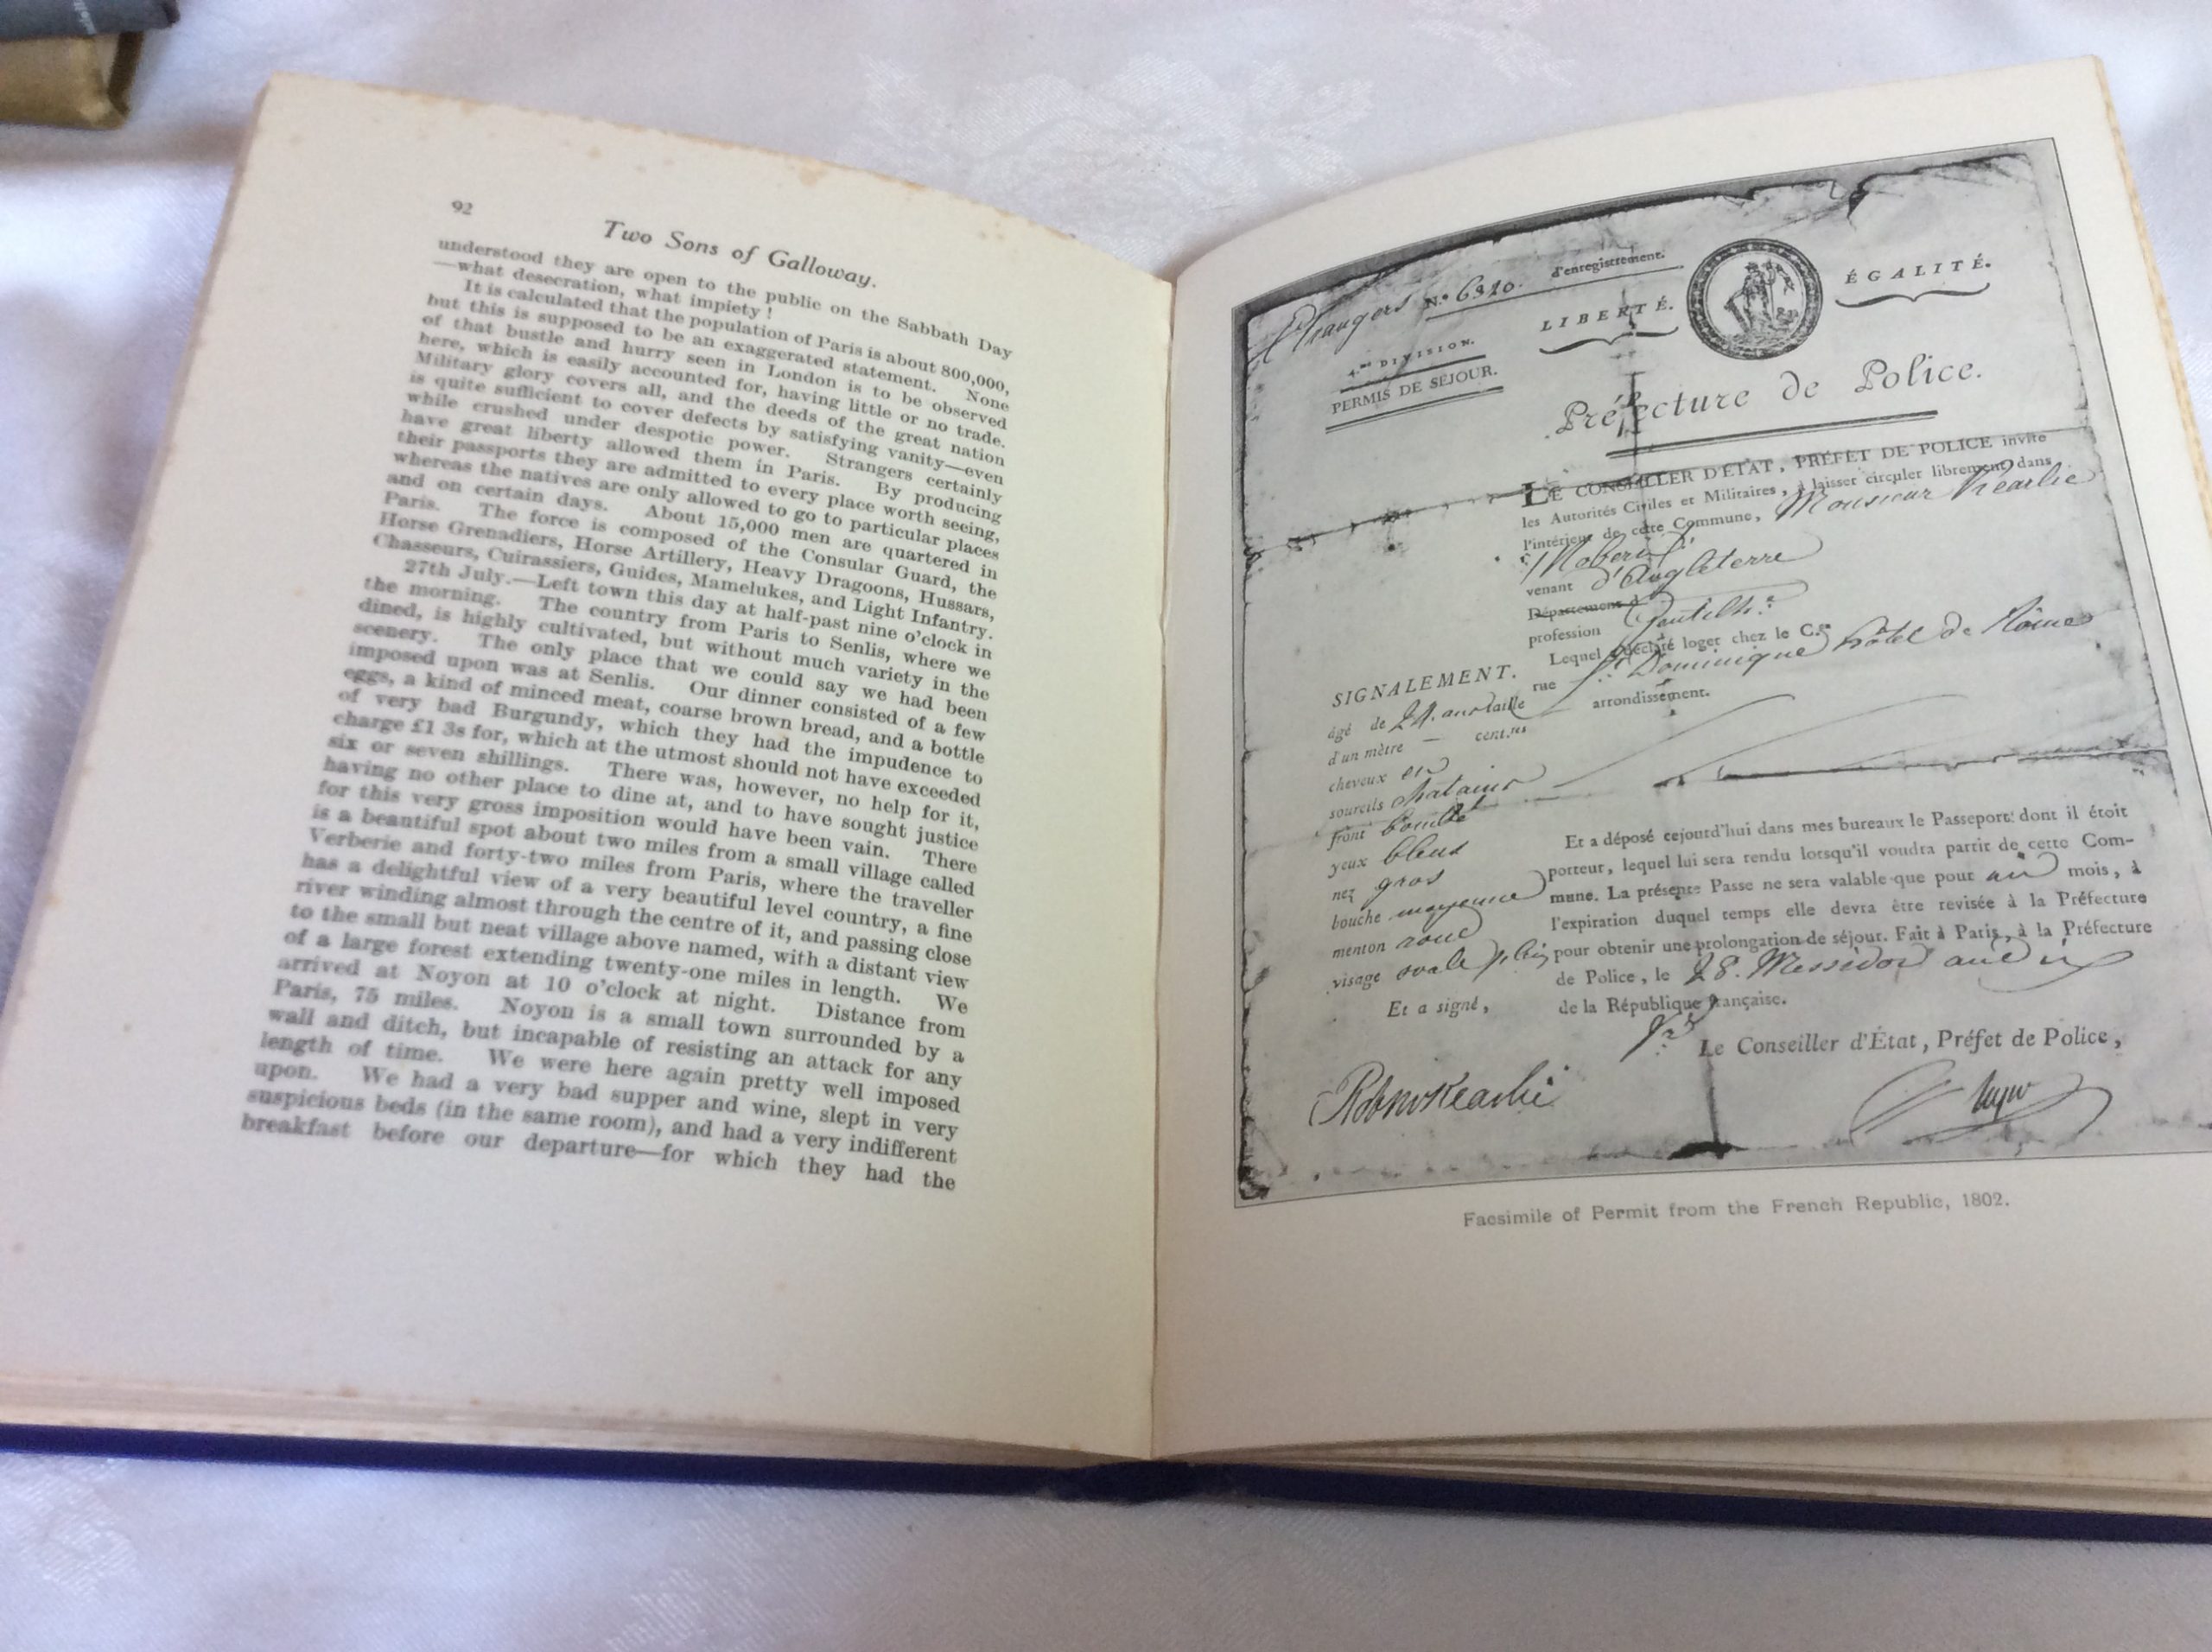 92
Two Sons of Galloway.
understood they are open to the public on the Sabbath Day
—what desecration, what impiety !
It is calculated that the population of Paris is about 800,000,
but this is supposed to be an exaggerated statement. None
of that bustle and hurry seen in London is to be observed
here, which is easily accounted for, having little or no trade.
Military glory covers all, and the deeds of the great nation
is quite sufficient to cover defects by satisfying vanity—even
while crushed under despotic power. Strangers certainly
have great liberty allowed them in Paris. By producing
their passports they are admitted to every place worth seeing,
whereas the natives are only allowed to go to particular places
and on certain days. About 15,000 men are quartered in
Paris. The force is composed of the Consular Guard, the
Horse Grenadiers, Horse Artillery, Heavy Dragoons, Hussars,
Chasseurs, Cuirassiers, Guides, Mamelukes, and Light Infantry.
27th July.—Left town this day at half-past nine o'clock in
the morning. The country from Paris to Senlis, where we
dined, is highly cultivated, but without much variety in the
scenery. The only place that we could say we had been
imposed upon was at Senlis. Our dinner consisted of a few
eggs, a kind of minced meat, coarse brown bread, and a bottle
of very bad Burgundy, which they had the impudence to
charge £1 3s for, which at the utmost should not have exceeded
six or seven shillings. There was, however, no help for it,
having no other place to dine at, and to have sought justice
for this very gross imposition would have been vain. There
is a beautiful spot about two miles from a small village called
Verberie and forty-two miles from Paris, where the traveller
has a delightful view of a very beautiful level country, a fine
river winding almost through the centre of it, and passing close
to the small but neat village above named, with a distant view
of a large forest extending twenty-one miles in length. We
arrived at Noyon at 10 o'clock at night. Distance from
Paris, 75 miles. Noyon is a small town surrounded by a
wall and ditch, but incapable of resisting an attack for any
length of time. We were here again pretty well imposed
upon. We had a very bad supper and wine, slept in very
suspicious beds (in the same room), and had a very indifferent
breakfast before our departure—for which they had the
Etrangers N.º 6320. d'enregistrement.
LIBERTÉ. ÉGALITÉ.
DIVISION.
PERMIS DE SÉJOUR.
Préfecture de Police.
LE CONSEILLER D'ÉTAT, PRÉFET DE POLICE invite
les Autorités Civiles et Militaires, à laisser circuler librement dans
l'intérieur de cette Commune, Monsieur Kearlie
Robert
venant d'Angleterre
Département d
profession Gentilh.e
Lequel a déclaré loger chez le C.en hôtel de Rome
rue St. Dominique
arrondissement.
SIGNALEMENT.
âgé de 24. ans taille
d'un mètre — cent.res
cheveux et
sourcils chatains
front bombé
yeux bleus
nez gros
bouche moyenne
menton rond
visage ovale plein
Et a signé,
Et a déposé cejourd'hui dans mes bureaux le Passeport dont il étoit
porteur, lequel lui sera rendu lorsqu'il voudra partir de cette Com-
mune. La présente Passe ne sera valable que pour un mois, à
l'expiration duquel temps elle devra être revisée à la Préfecture
pour obtenir une prolongation de séjour. Fait à Paris, à la Préfecture
de Police, le 28. Messidor an
de la République française.
Le Conseiller d'État, Préfet de Police,
Facsimile of Permit from the French Republic, 1802.